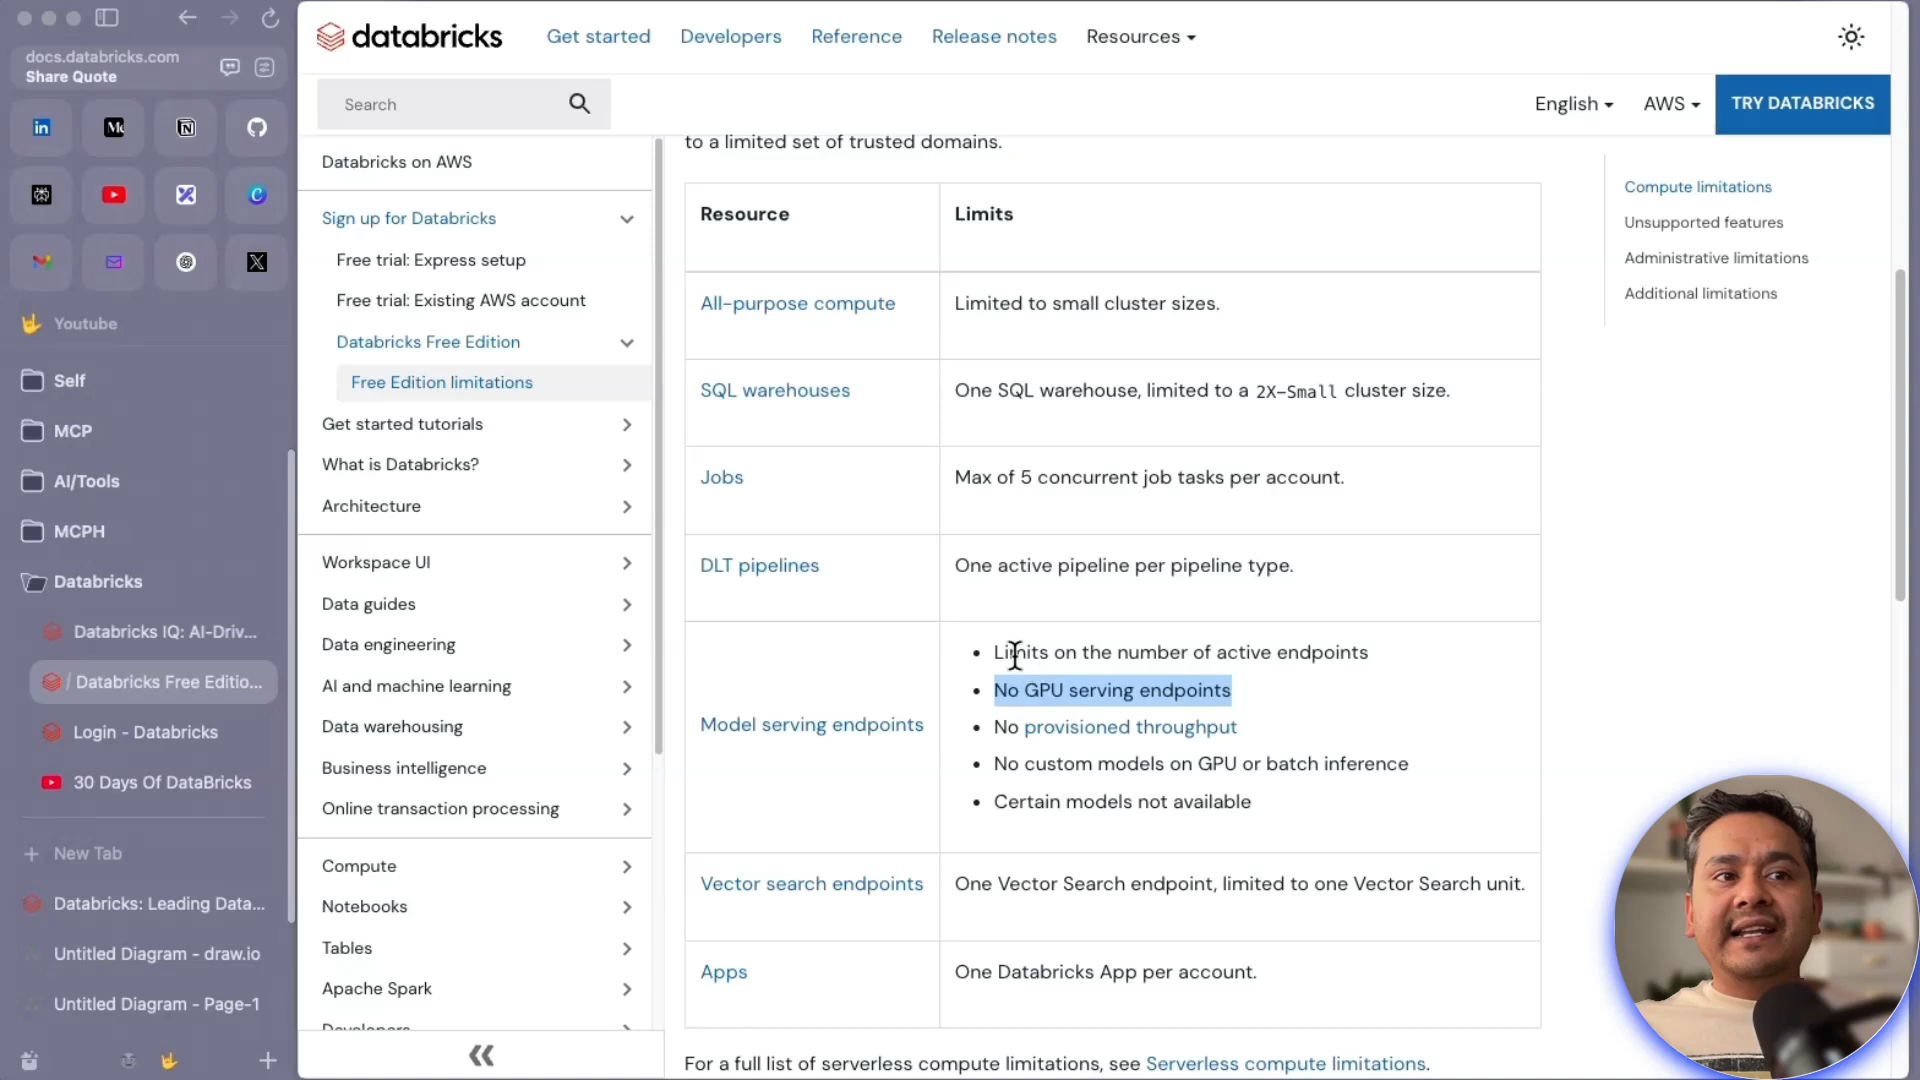 docs.databricks.com
Share Quote
Youtube
Self
MCP
AI/Tools
MCPH
Databricks
Databricks IQ: AI-Driv...
/ Databricks Free Editio...
Login - Databricks
30 Days Of DataBricks
New Tab
Databricks: Leading Data...
Untitled Diagram - draw.io
Untitled Diagram - Page-1
databricks
Get started
Developers
Reference
Release notes
Resources
Search
English
AWS
TRY DATABRICKS
Databricks on AWS
Sign up for Databricks
Free trial: Express setup
Free trial: Existing AWS account
Databricks Free Edition
Free Edition limitations
Get started tutorials
What is Databricks?
Architecture
Workspace UI
Data guides
Data engineering
AI and machine learning
Data warehousing
Business intelligence
Online transaction processing
Compute
Notebooks
Tables
Apache Spark
Developers
to a limited set of trusted domains.
Resource
Limits
All-purpose compute
Limited to small cluster sizes.
SQL warehouses
One SQL warehouse, limited to a 2X-Small cluster size.
Jobs
Max of 5 concurrent job tasks per account.
DLT pipelines
One active pipeline per pipeline type.
Model serving endpoints
Limits on the number of active endpoints
No GPU serving endpoints
No provisioned throughput
No custom models on GPU or batch inference
Certain models not available
Vector search endpoints
One Vector Search endpoint, limited to one Vector Search unit.
Apps
One Databricks App per account.
For a full list of serverless compute limitations, see Serverless compute limitations.
Compute limitations
Unsupported features
Administrative limitations
Additional limitations